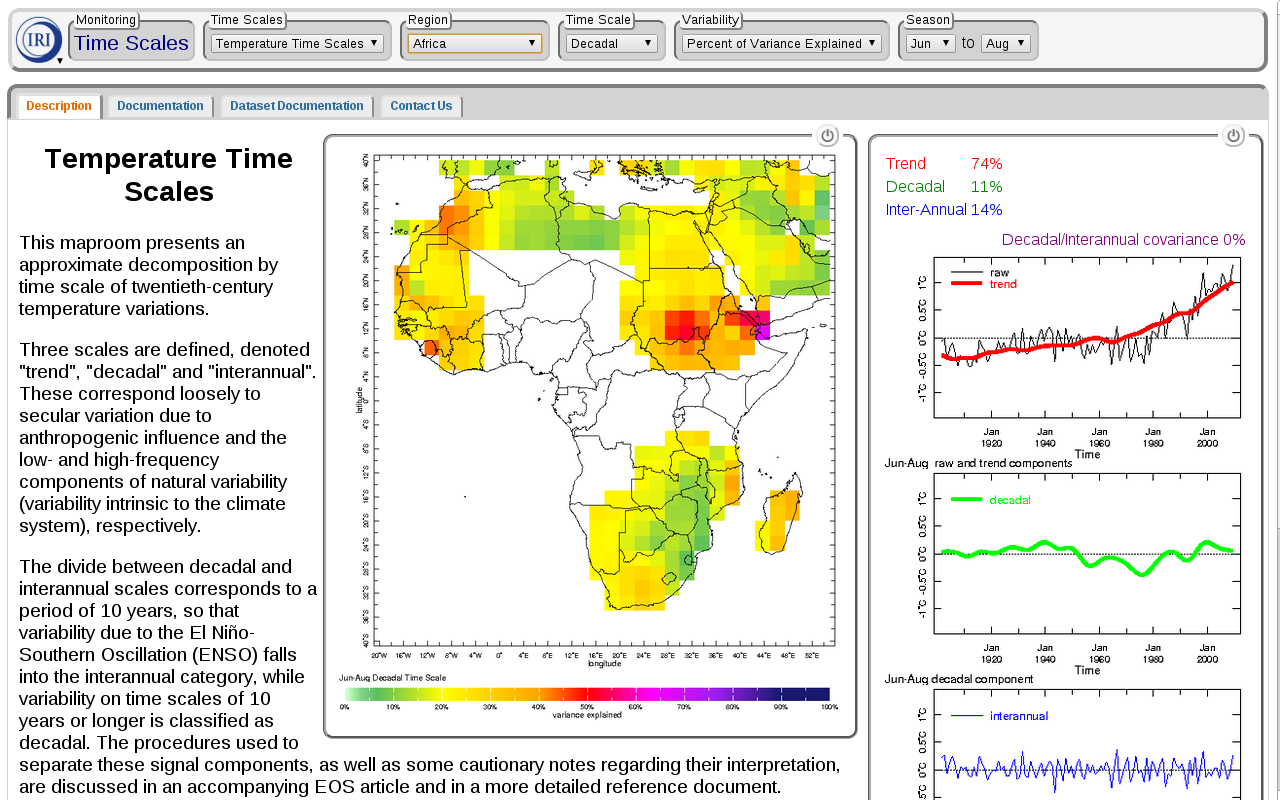 Monitoring
Time Scales
IRI
Time Scales
Temperature Time Scales
Region
Africa
Time Scale
Decadal
Variability
Percent of Variance Explained
Season
Jun to Aug
Description
Documentation
Dataset Documentation
Contact Us
Temperature Time
Scales
This maproom presents an
approximate decomposition by
time scale of twentieth-century
temperature variations.
Three scales are defined, denoted
"trend", "decadal" and "interannual".
These correspond loosely to
secular variation due to
anthropogenic influence and the
low- and high-frequency
components of natural variability
(variability intrinsic to the climate
system), respectively.
The divide between decadal and
interannual scales corresponds to a
period of 10 years, so that
variability due to the El Niño-
Southern Oscillation (ENSO) falls
into the interannual category, while
variability on time scales of 10
years or longer is classified as
decadal. The procedures used to
separate these signal components, as well as some cautionary notes regarding their interpretation,
are discussed in an accompanying EOS article and in a more detailed reference document.
40°N
36°N
32°N
28°N
24°N
20°N
16°N
12°N
8°N
4°N
0°
4°S
8°S
12°S
16°S
20°S
24°S
28°S
32°S
36°S
40°S
latitude
20°W 16°W 12°W 8°W 4°W 0° 4°E 8°E 12°E 16°E 20°E 24°E 28°E 32°E 36°E 40°E 44°E 48°E 52°E
longitude
Jun-Aug Decadal Time Scale
0% 10% 20% 30% 40% 50% 60% 70% 80% 90% 100%
variance explained
Trend 74%
Decadal 11%
Inter-Annual 14%
Decadal/Interannual covariance 0%
raw
trend
1°C
0.5°C
0°C
-0.5°C
-1°C
Jan Jan Jan Jan Jan
1920 1940 1960 1980 2000
Time
Jun-Aug raw and trend components
decadal
1°C
0.5°C
0°C
-0.5°C
-1°C
Jan Jan Jan Jan Jan
1920 1940 1960 1980 2000
Time
Jun-Aug decadal component
interannual
1°C
0.5°C
0°C